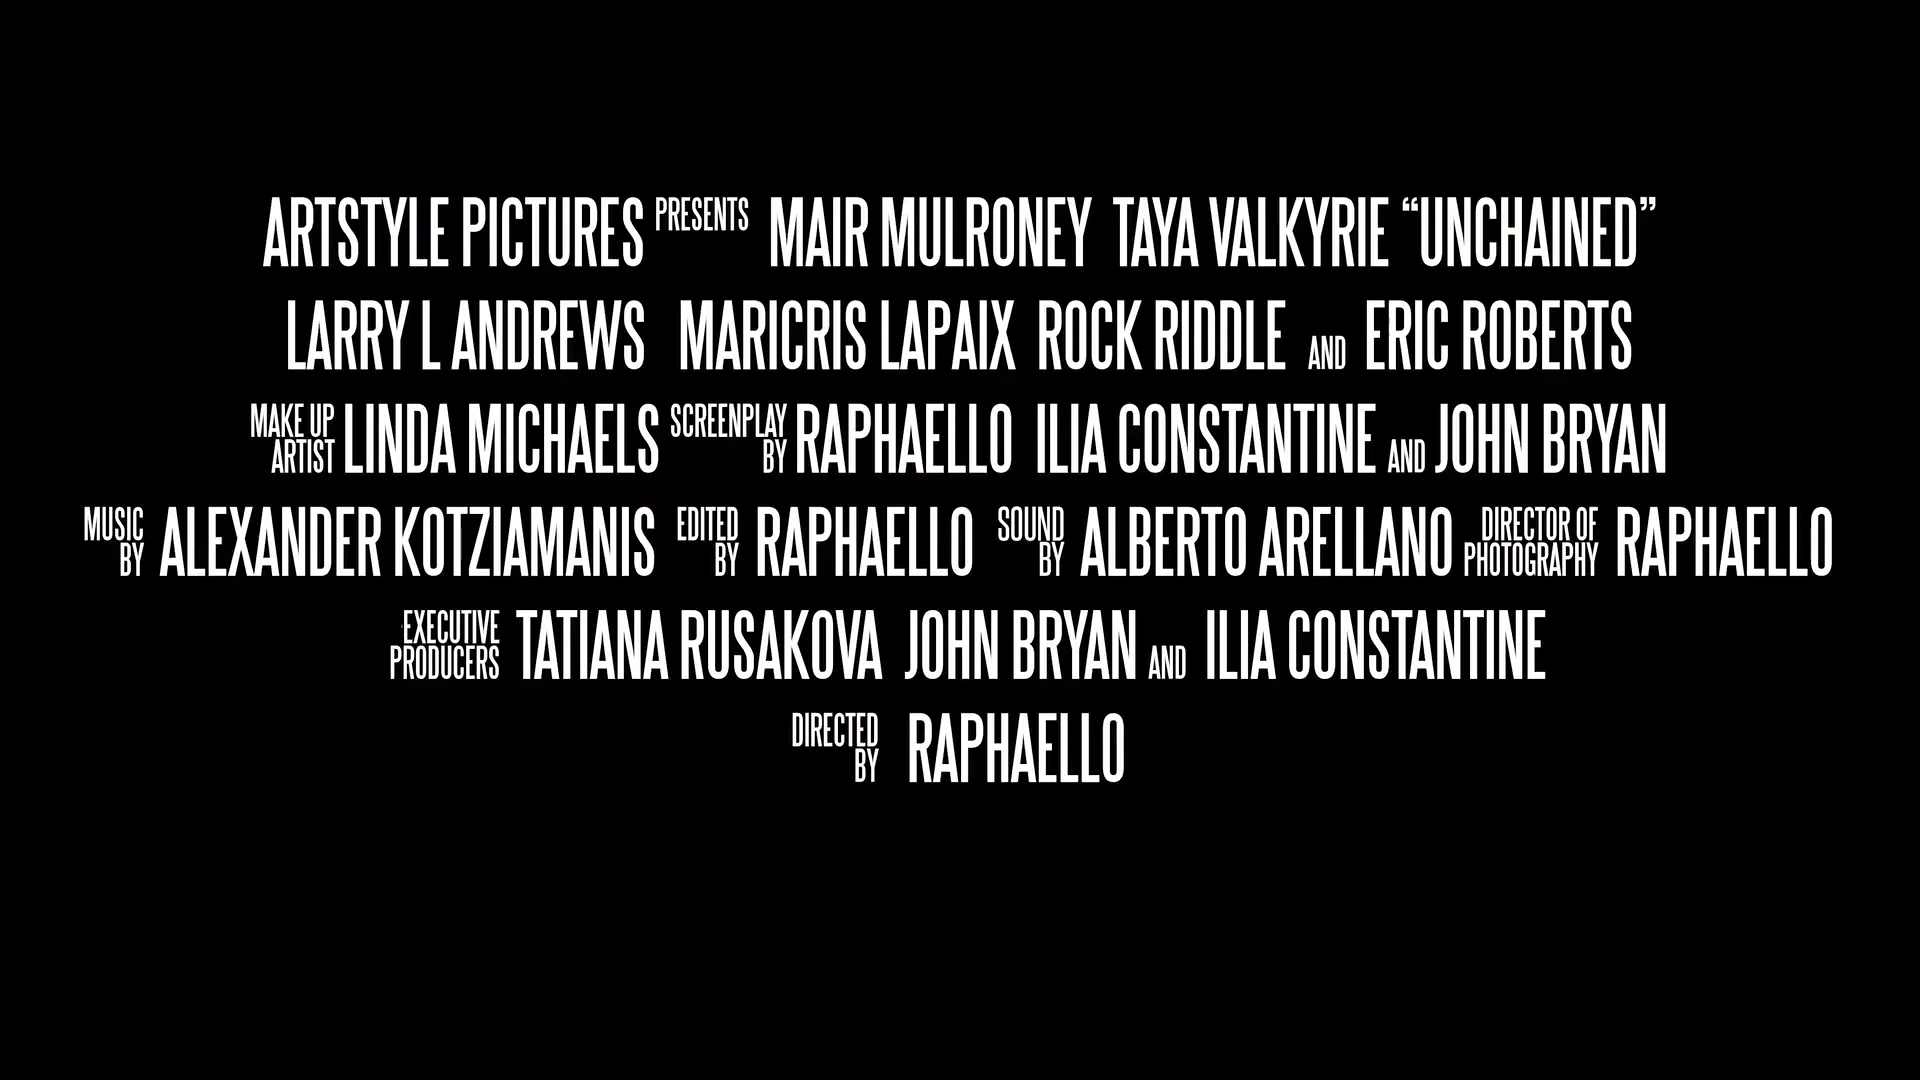 ARTSTYLE PICTURES PRESENTS MAIR MULRONEY TAYA VALKYRIE “UNCHAINED”
LARRY L ANDREWS MARICRIS LAPAIX ROCK RIDDLE AND ERIC ROBERTS
MAKE UP ARTIST LINDA MICHAELS SCREENPLAY BY RAPHAELLO ILIA CONSTANTINE AND JOHN BRYAN
MUSIC BY ALEXANDER KOTZIAMANIS EDITED BY RAPHAELLO SOUND BY ALBERTO ARELLANO DIRECTOR OF PHOTOGRAPHY RAPHAELLO
EXECUTIVE PRODUCERS TATIANA RUSAKOVA JOHN BRYAN AND ILIA CONSTANTINE
DIRECTED BY RAPHAELLO